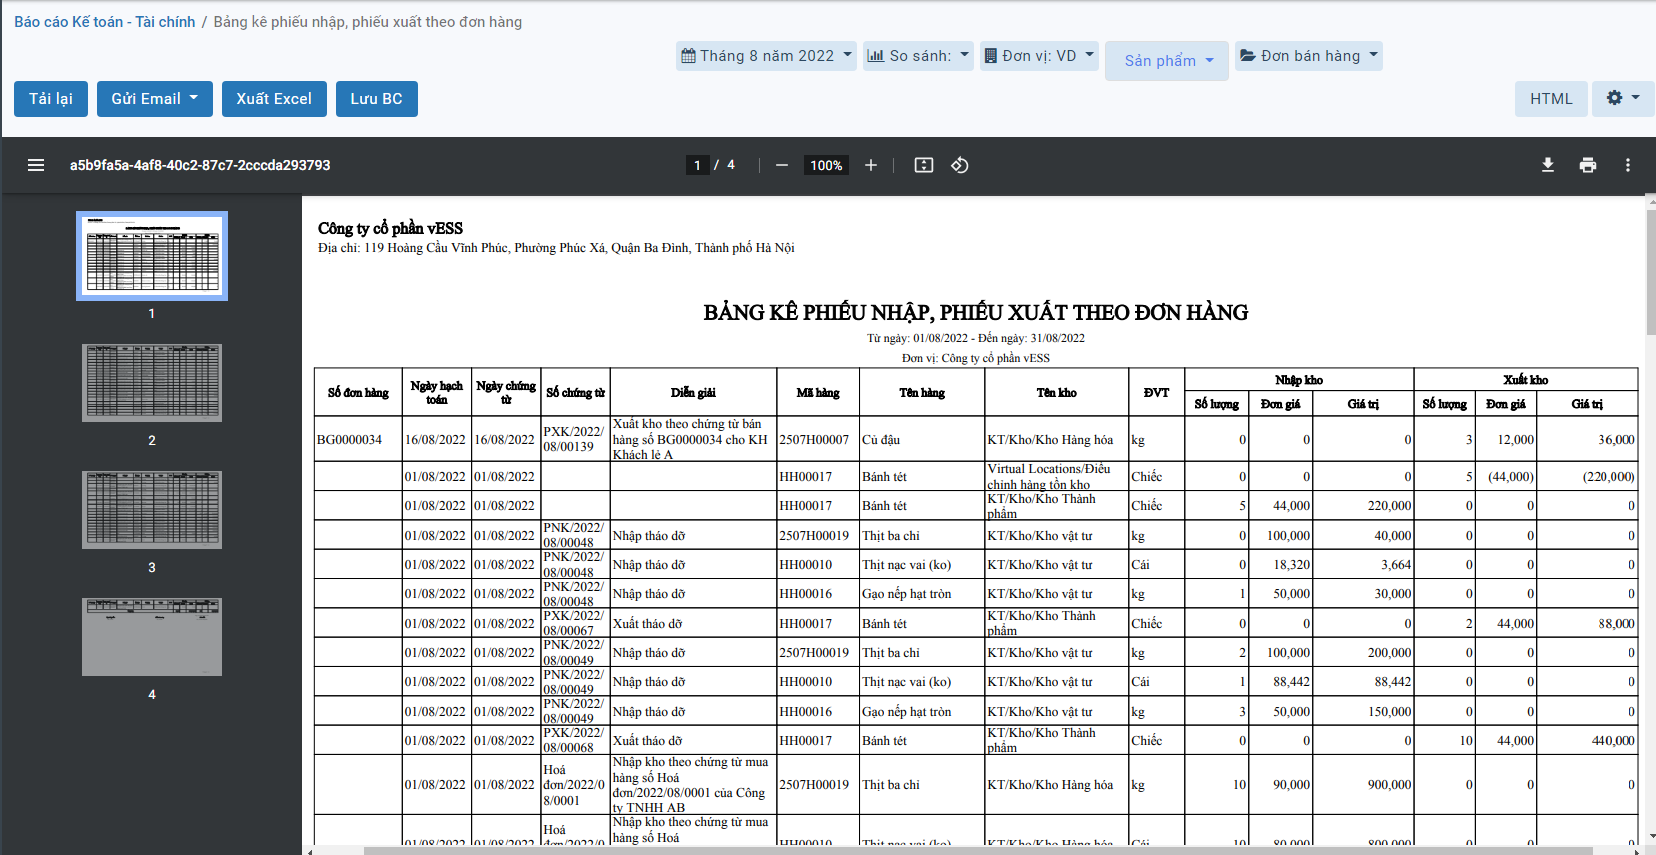 Báo cáo Kế toán - Tài chính / Bảng kê phiếu nhập, phiếu xuất theo đơn hàng
Tháng 8 năm 2022 So sánh: Đơn vị: VD Sản phẩm Đơn bán hàng
Tải lại Gửi Email Xuất Excel Lưu BC HTML
a5b9fa5a-4af8-40c2-87c7-2cccda293793 1 / 4 100%
1
2
3
4
Công ty cổ phần vESS
Địa chỉ: 119 Hoàng Cầu Vĩnh Phúc, Phường Phúc Xá, Quận Ba Đình, Thành phố Hà Nội
BẢNG KÊ PHIẾU NHẬP, PHIẾU XUẤT THEO ĐƠN HÀNG
Từ ngày: 01/08/2022 - Đến ngày: 31/08/2022
Đơn vị: Công ty cổ phần vESS
Số đơn hàng Ngày hạch toán Ngày chứng từ Số chứng từ Diễn giải Mã hàng Tên hàng Tên kho ĐVT Nhập kho Xuất kho
Số lượng Đơn giá Giá trị Số lượng Đơn giá Giá trị
BG0000034 16/08/2022 16/08/2022 PXK/2022/08/00139 Xuất kho theo chứng từ bán hàng số BG0000034 cho KH Khách lẻ A 2507H00007 Củ đậu KT/Kho/Kho Hàng hóa kg 0 0 0 3 12,000 36,000
01/08/2022 01/08/2022 HH00017 Bánh tét Virtual Locations/Điều chỉnh hàng tồn kho Chiếc 0 0 0 5 (44,000) (220,000)
01/08/2022 01/08/2022 HH00017 Bánh tét KT/Kho/Kho Thành phẩm Chiếc 5 44,000 220,000 0 0 0
01/08/2022 01/08/2022 PNK/2022/08/00048 Nhập tháo dỡ 2507H00019 Thịt ba chỉ KT/Kho/Kho vật tư kg 0 100,000 40,000 0 0 0
01/08/2022 01/08/2022 PNK/2022/08/00048 Nhập tháo dỡ HH00010 Thịt nạc vai (ko) KT/Kho/Kho vật tư Cái 0 18,320 3,664 0 0 0
01/08/2022 01/08/2022 PNK/2022/08/00048 Nhập tháo dỡ HH00016 Gạo nếp hạt tròn KT/Kho/Kho vật tư kg 1 50,000 30,000 0 0 0
01/08/2022 01/08/2022 PXK/2022/08/00067 Xuất tháo dỡ HH00017 Bánh tét KT/Kho/Kho Thành phẩm Chiếc 0 0 0 2 44,000 88,000
01/08/2022 01/08/2022 PNK/2022/08/00049 Nhập tháo dỡ 2507H00019 Thịt ba chỉ KT/Kho/Kho vật tư kg 2 100,000 200,000 0 0 0
01/08/2022 01/08/2022 PNK/2022/08/00049 Nhập tháo dỡ HH00010 Thịt nạc vai (ko) KT/Kho/Kho vật tư Cái 1 88,442 88,442 0 0 0
01/08/2022 01/08/2022 PNK/2022/08/00049 Nhập tháo dỡ HH00016 Gạo nếp hạt tròn KT/Kho/Kho vật tư kg 3 50,000 150,000 0 0 0
01/08/2022 01/08/2022 PXK/2022/08/00068 Xuất tháo dỡ HH00017 Bánh tét KT/Kho/Kho Thành phẩm Chiếc 0 0 0 10 44,000 440,000
01/08/2022 01/08/2022 Hoá đơn/2022/08/0001 Nhập kho theo chứng từ mua hàng số Hoá đơn/2022/08/0001 của Công ty TNHH AB 2507H00019 Thịt ba chỉ KT/Kho/Kho Hàng hóa kg 10 90,000 900,000 0 0 0
01/08/2022 01/08/2022 Hoá đơn/2022/0 Nhập kho theo chứng từ mua hàng số Hoá HH00010 Thịt nạc vai (ko) KT/Kho/Kho Hàng hóa Cái 10 80,000 800,000 0 0 0